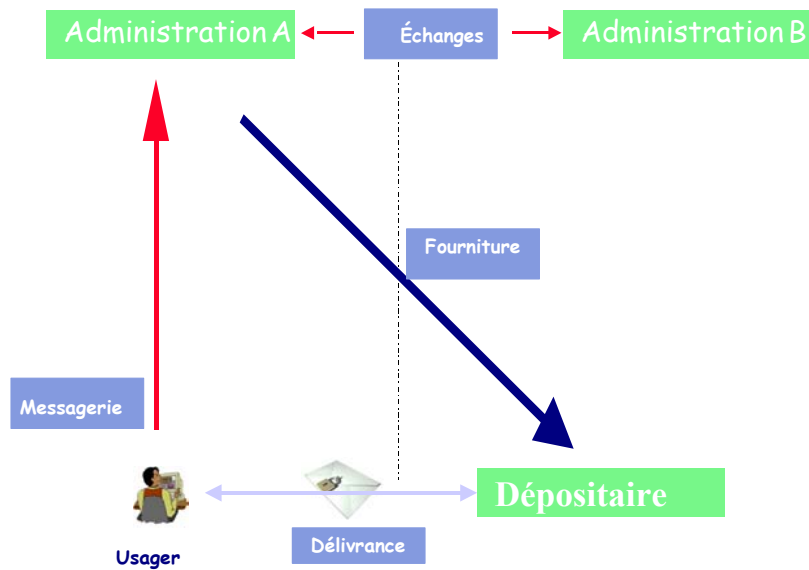 Administration A
Échanges
Administration B
Fourniture
Messagerie
Dépositaire
Délivrance
Usager